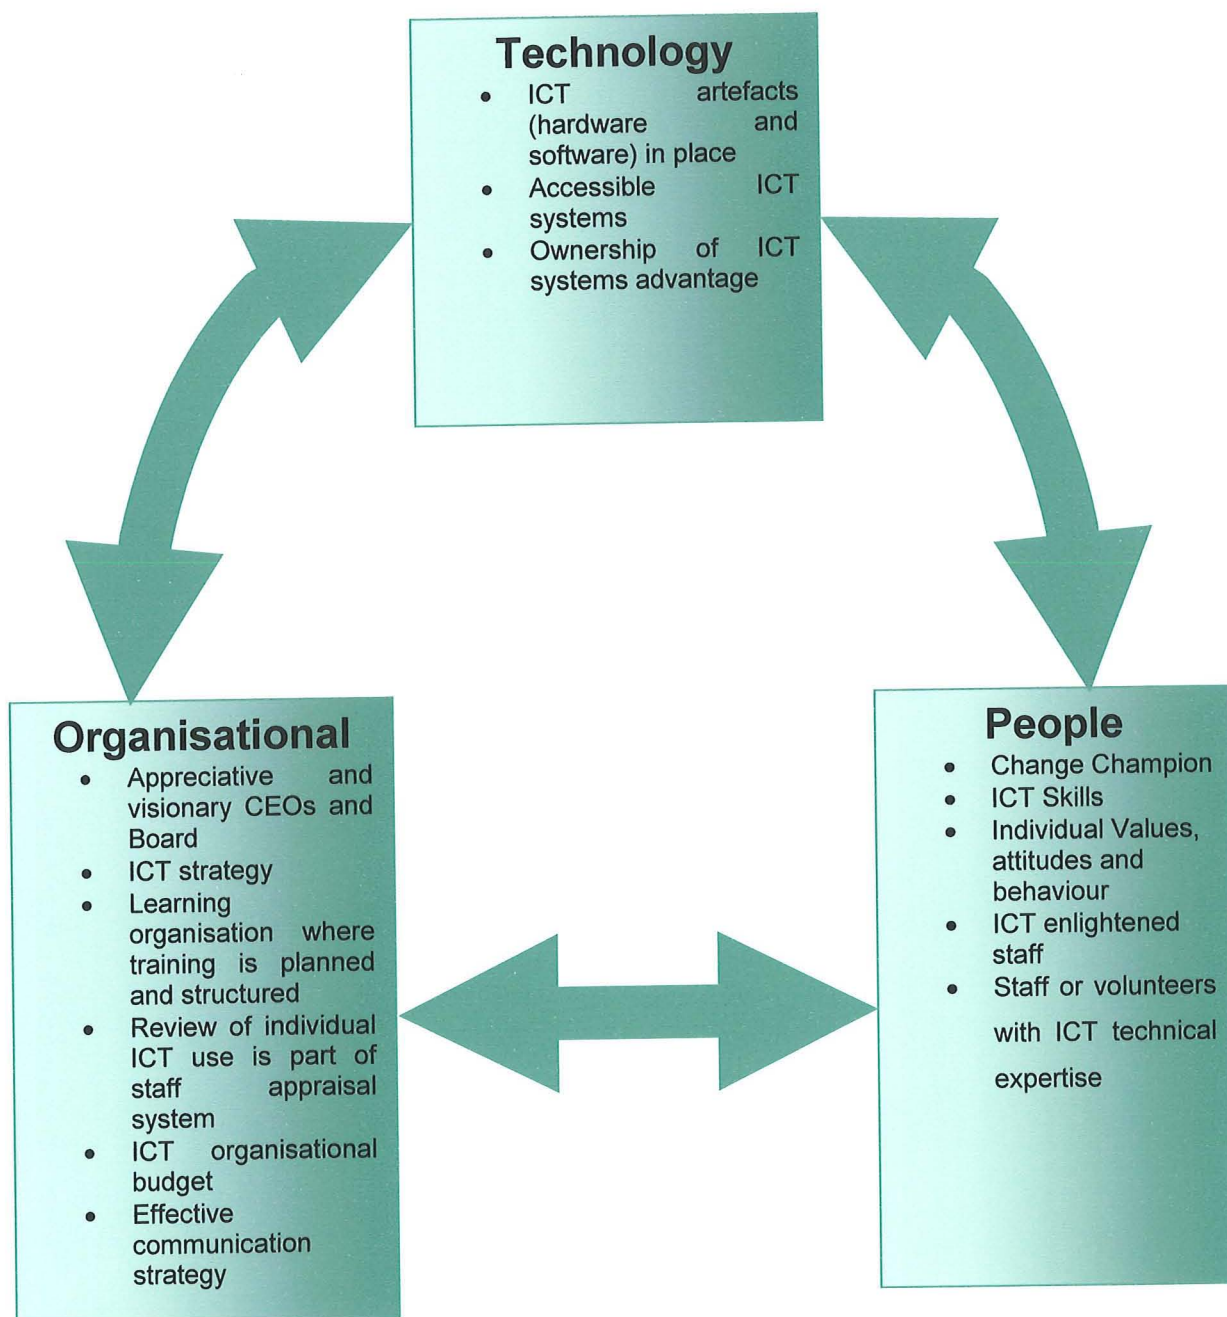 Technology
• ICT artefacts
(hardware and
software) in place
• Accessible ICT
systems
• Ownership of ICT
systems advantage
Organisational
• Appreciative and
visionary CEOs and
Board
• ICT strategy
• Learning
organisation where
training is planned
and structured
• Review of individual
ICT use is part of
staff appraisal
system
• ICT organisational
budget
• Effective
communication
strategy
People
• Change Champion
• ICT Skills
• Individual Values,
attitudes and
behaviour
• ICT enlightened
staff
• Staff or volunteers
with ICT technical
expertise